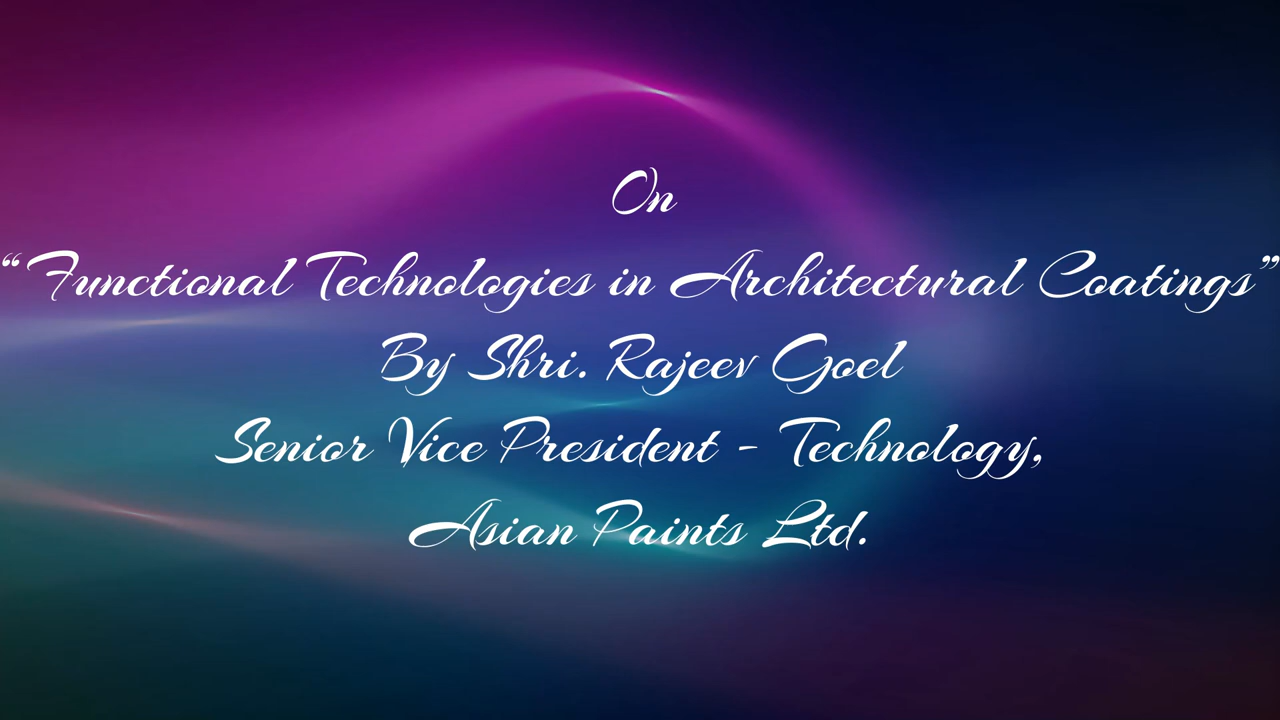 On
“Functional Technologies in Architectural Coatings”
By Shri. Rajeev Goel
Senior Vice President - Technology,
Asian Paints Ltd.